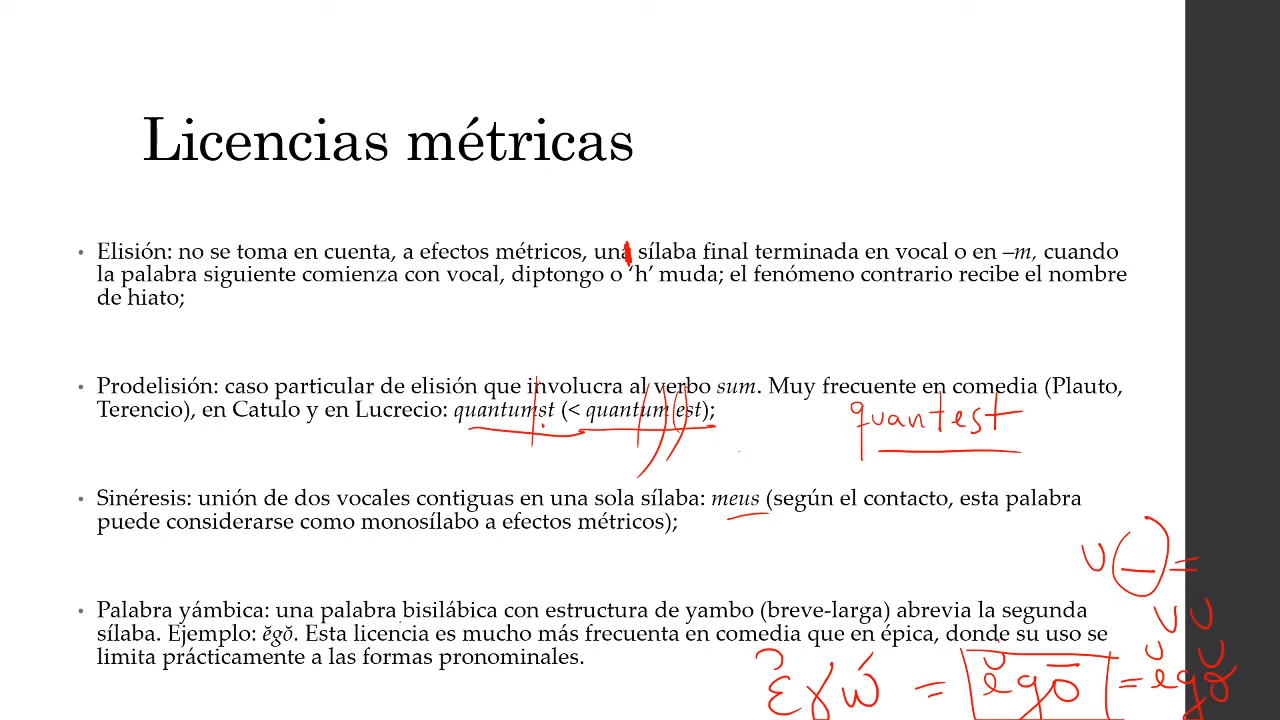 Licencias métricas
• Elisión: no se toma en cuenta, a efectos métricos, una sílaba final terminada en vocal o en –m, cuando
la palabra siguiente comienza con vocal, diptongo o ‘h’ muda; el fenómeno contrario recibe el nombre
de hiato;
• Prodelisión: caso particular de elisión que involucra al verbo sum. Muy frecuente en comedia (Plauto,
Terencio), en Catulo y en Lucrecio: quantumst (< quantum est);
quantest
• Sinéresis: unión de dos vocales contiguas en una sola sílaba: meus (según el contacto, esta palabra
puede considerarse como monosílabo a efectos métricos);
∪ (—) =
∪ ∪
• Palabra yámbica: una palabra bisilábica con estructura de yambo (breve-larga) abrevia la segunda
sílaba. Ejemplo: ĕgŏ. Esta licencia es mucho más frecuenta en comedia que en épica, donde su uso se
limita prácticamente a las formas pronominales.
ἐγώ = ĕgō = ĕgŏ